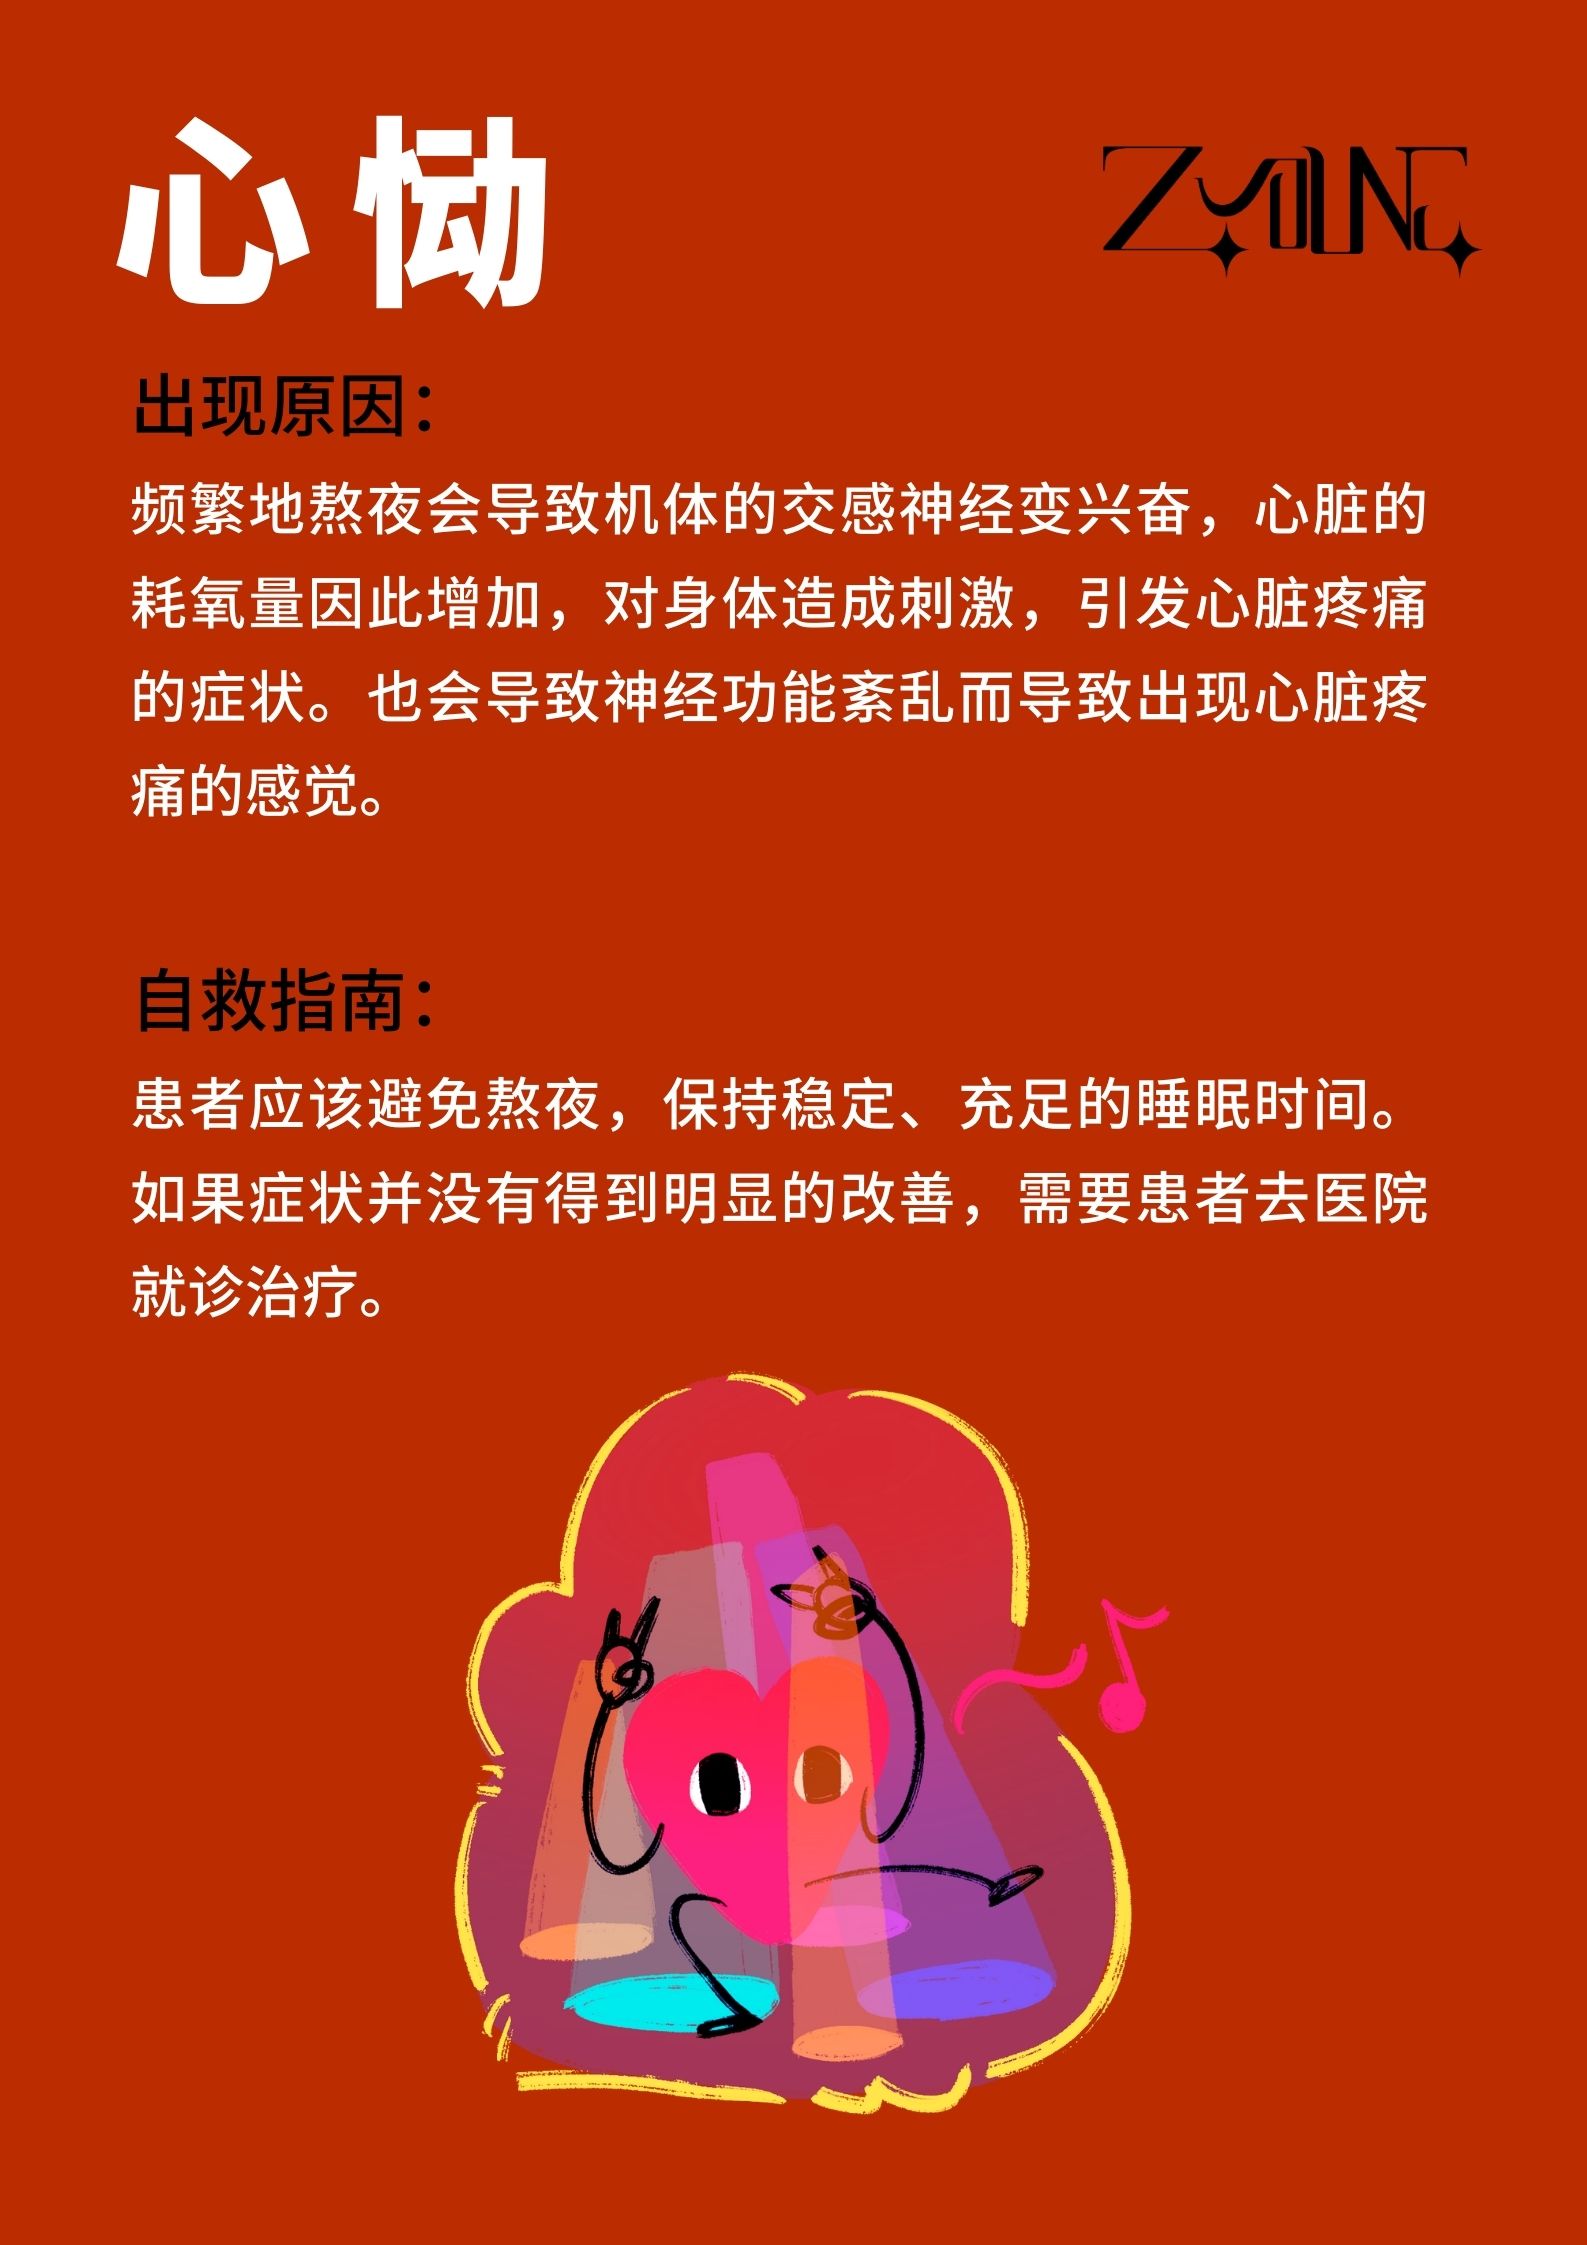 心恸
出现原因：
频繁地熬夜会导致机体的交感神经变兴奋，心脏的
耗氧量因此增加，对身体造成刺激，引发心脏疼痛
的症状。也会导致神经功能紊乱而导致出现心脏疼
痛的感觉。
自救指南：
患者应该避免熬夜，保持稳定、充足的睡眠时间。
如果症状并没有得到明显的改善，需要患者去医院
就诊治疗。